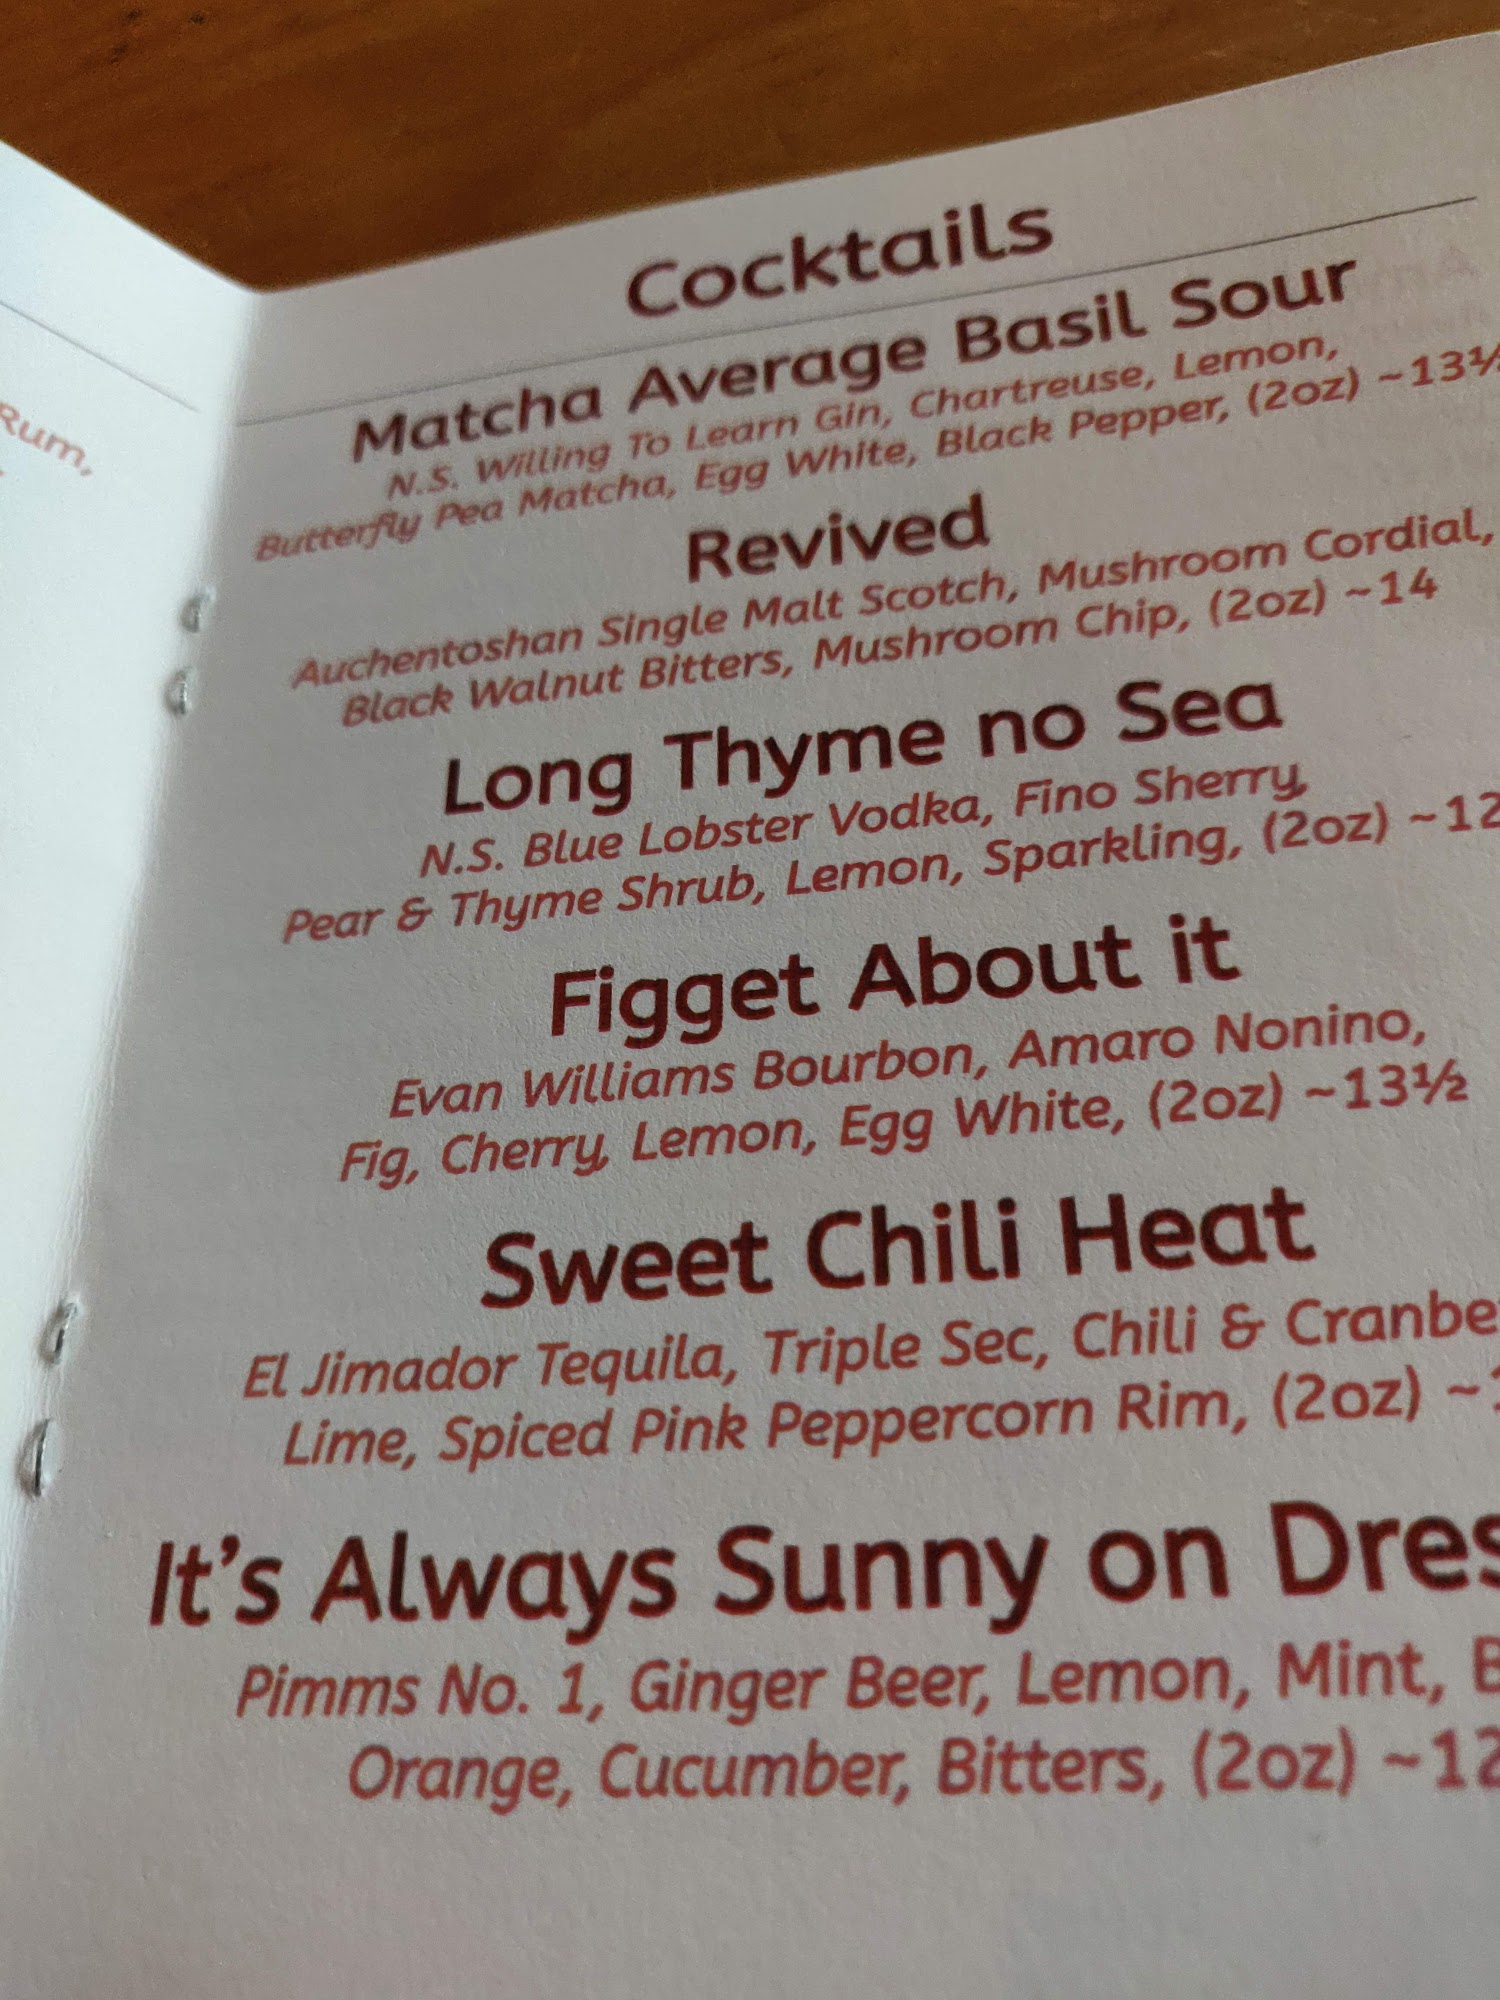 Rum,
Cocktails
Matcha Average Basil Sour
N.S. Willing To Learn Gin, Chartreuse, Lemon,
Butterfly Pea Matcha, Egg White, Black Pepper, (2oz) ~13½
Revived
Auchentoshan Single Malt Scotch, Mushroom Cordial,
Black Walnut Bitters, Mushroom Chip, (2oz) ~14
Long Thyme no Sea
N.S. Blue Lobster Vodka, Fino Sherry,
Pear & Thyme Shrub, Lemon, Sparkling, (2oz) ~12
Figget About it
Evan Williams Bourbon, Amaro Nonino,
Fig, Cherry, Lemon, Egg White, (2oz) ~13½
Sweet Chili Heat
El Jimador Tequila, Triple Sec, Chili &
Lime, Spiced Pink Peppercorn Rim, (2oz)
It's Always Sunny on
Pimms No. 1, Ginger Beer, Lemon, Mint,
Orange, Cucumber, Bitters, (2oz) ~12